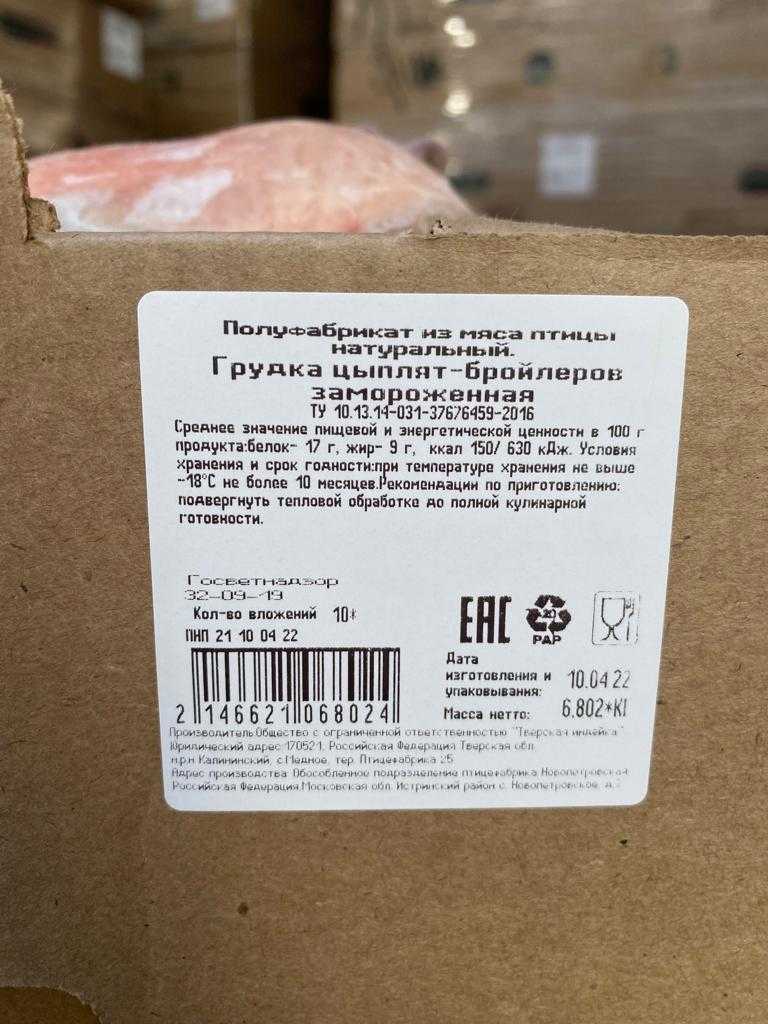 Полуфабрикат из мяса птицы
натуральный.
Грудка цыплят-бройлеров
замороженная
ТУ 10.13.14-031-37676459-2016
Среднее значение пищевой и энергетической ценности в 100 г
продукта:белок- 17 г, жир- 9 г, ккал 150/ 630 кДж. Условия
хранения и срок годности:при температуре хранения не выше
-18°С не более 10 месяцев.Рекомендации по приготовлению:
подвергнуть тепловой обработке до полной кулинарной
готовности.
Госветнадзор
32-09-19
Кол-во вложений 10*
ПНП 21 10 04 22
EAC
20
PAP
Дата
изготовления и
упаковывания:
10.04.22
Масса нетто: 6.802*КГ
2 146621 068024
Производитель:Общество с ограниченной ответственностью "Тверская индейка"
Юридический адрес:170521, Российская Федерация Тверская обл.
м.р-н Калининский, с.Медное, тер. Птицефабрика 25
Адрес производства: Обособленное подразделение птицефабрика Новопетровская
Российская Федерация,Московская обл. Истринский район с. Новопетровское, д.